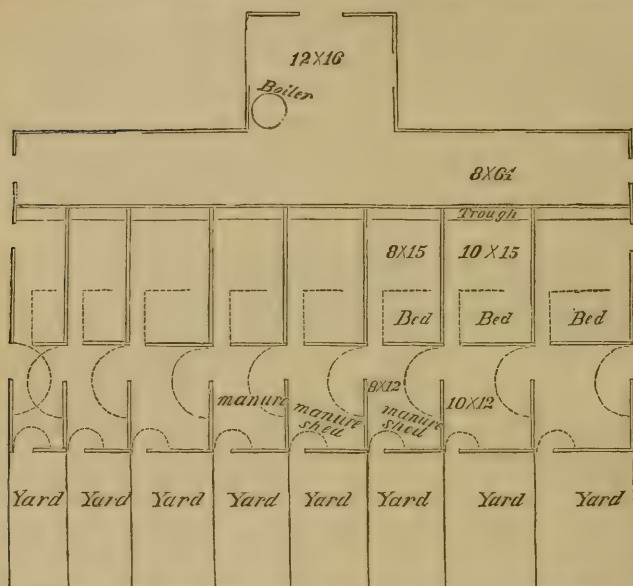 12X16
Boiler
8X64
Trough
8X15 10X15
Bed Bed Bed
8X12
manure 10X12
manure shed manure shed
Yard Yard Yard Yard Yard Yard Yard Yard